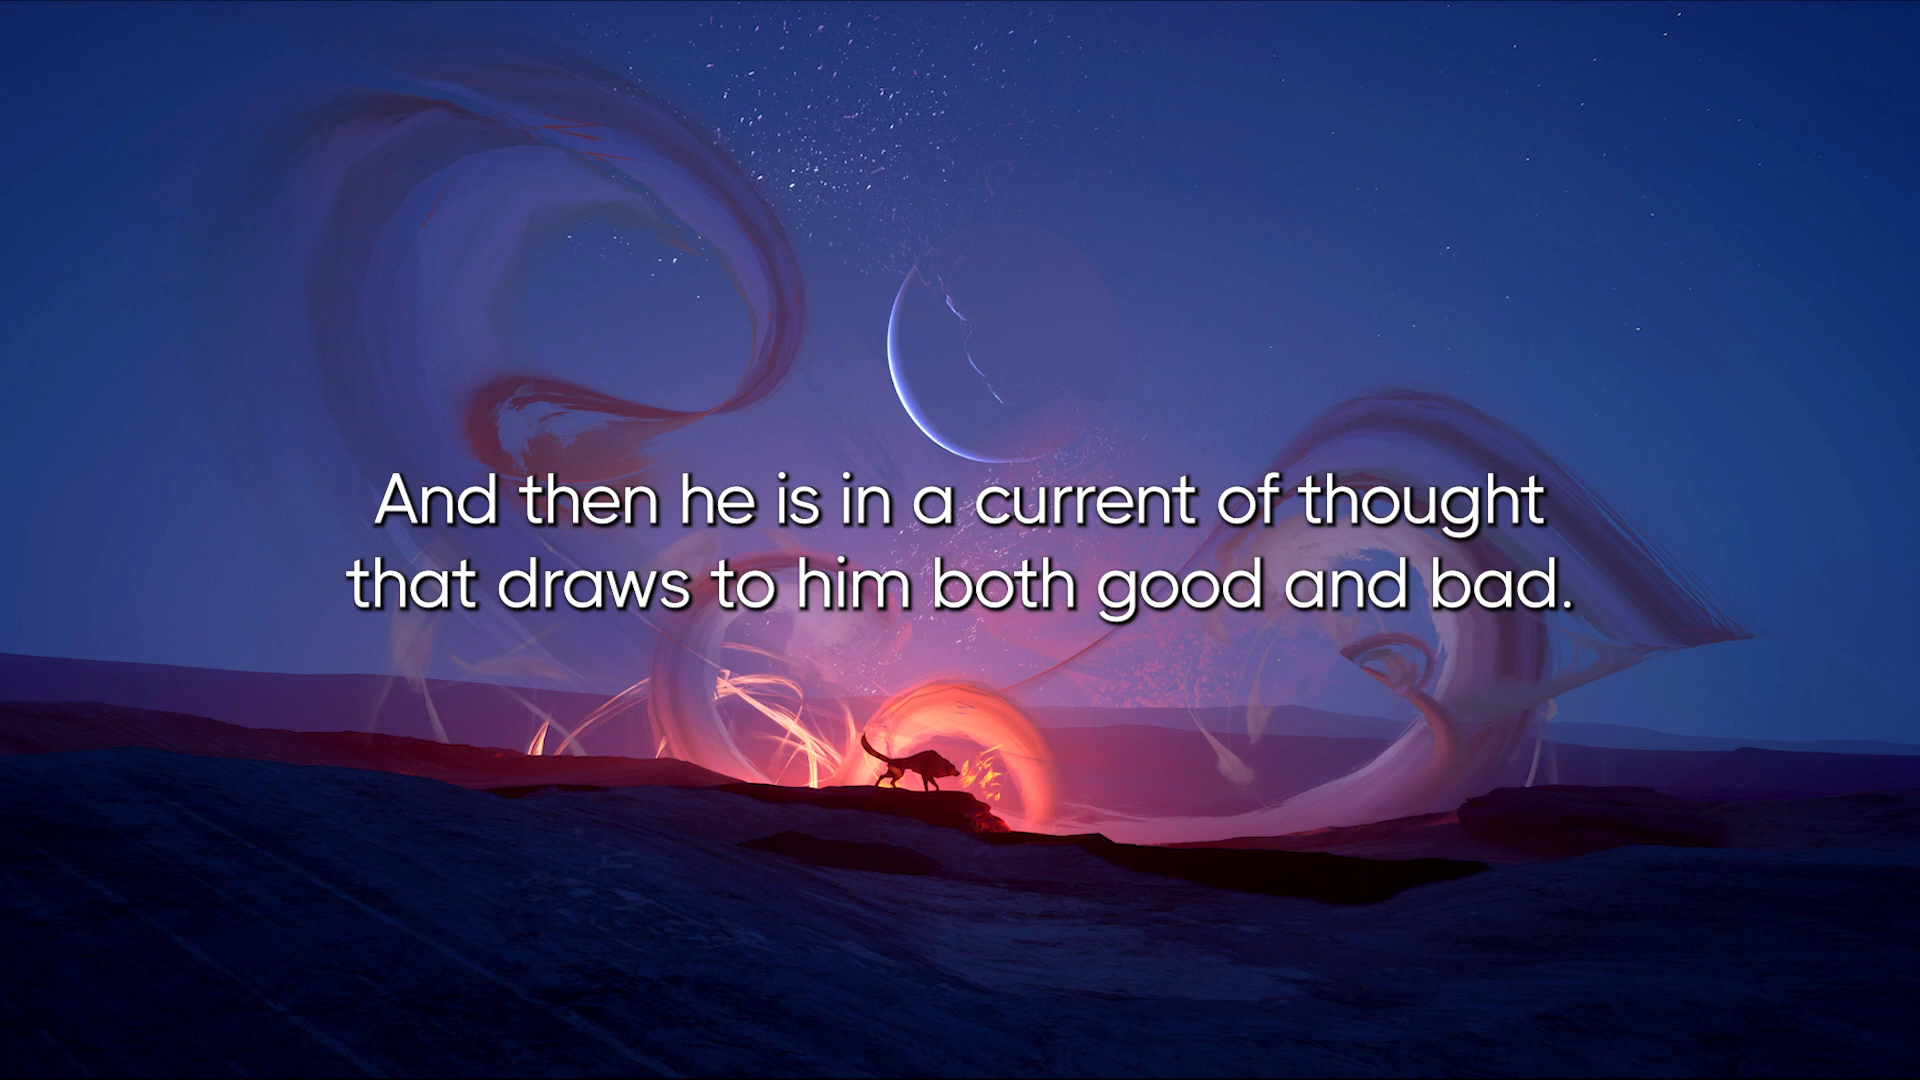 And then he is in a current of thought
that draws to him both good and bad.